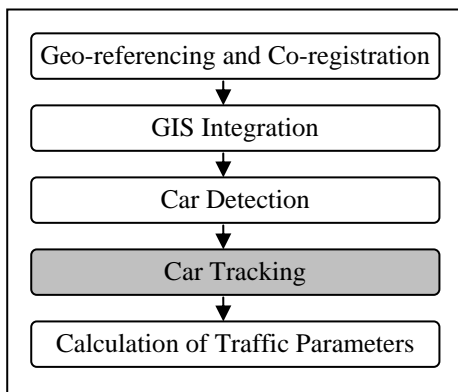 Geo-referencing and Co-registration
GIS Integration
Car Detection
Car Tracking
Calculation of Traffic Parameters